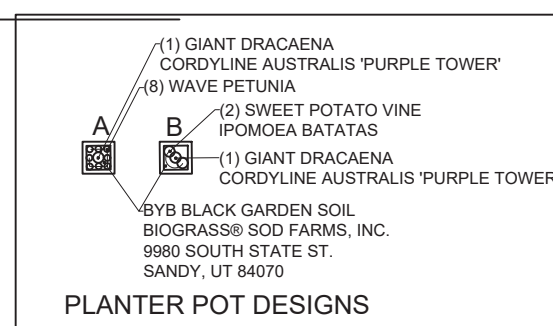 (1) GIANT DRACAENA
CORDYLINE AUSTRALIS 'PURPLE TOWER'
(8) WAVE PETUNIA
A
B
(2) SWEET POTATO VINE
IPOMOEA BATATAS
(1) GIANT DRACAENA
CORDYLINE AUSTRALIS 'PURPLE TOWER
BYB BLACK GARDEN SOIL
BIOGRASS® SOD FARMS, INC.
9980 SOUTH STATE ST.
SANDY, UT 84070
PLANTER POT DESIGNS